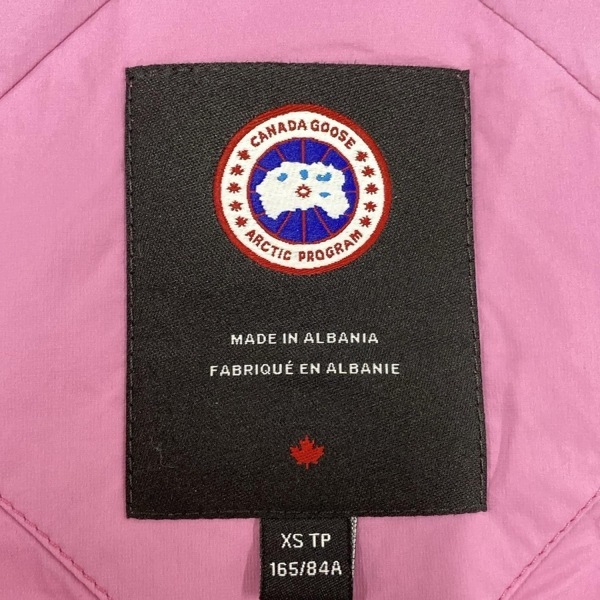 CANADA GOOSE
ARCTIC PROGRAM
MADE IN ALBANIA
FABRIQUÉ EN ALBANIE
XS TP
165/84A